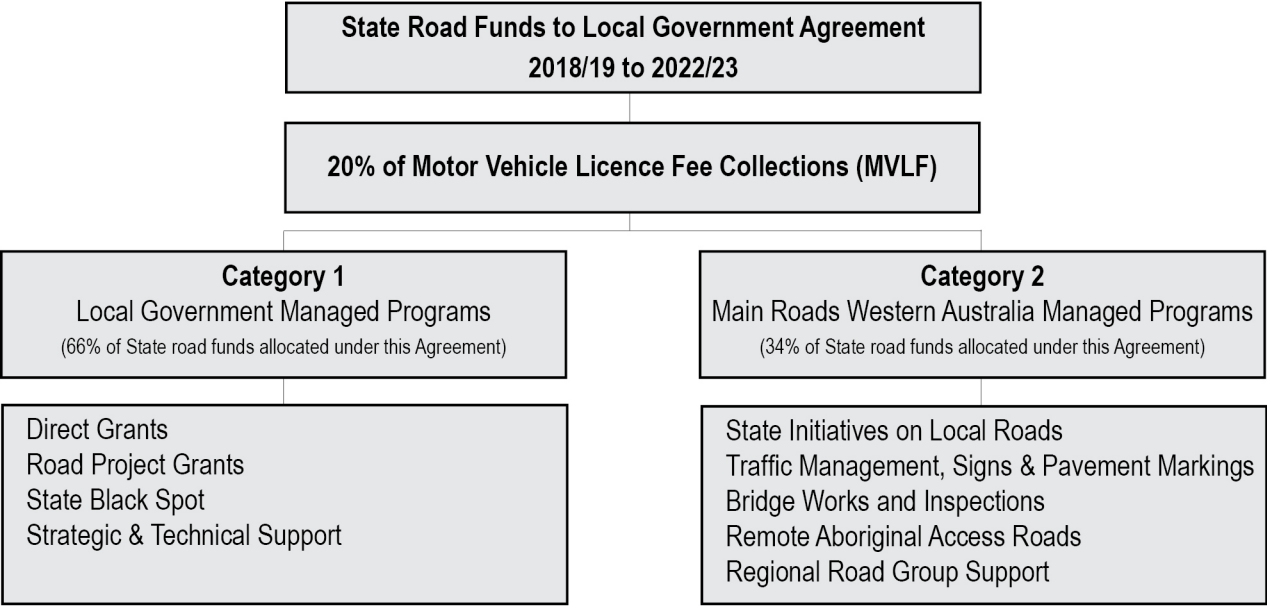 State Road Funds to Local Government Agreement
2018/19 to 2022/23
20% of Motor Vehicle Licence Fee Collections (MVLF)
Category 1
Local Government Managed Programs
(66% of State road funds allocated under this Agreement)
Category 2
Main Roads Western Australia Managed Programs
(34% of State road funds allocated under this Agreement)
Direct Grants
Road Project Grants
State Black Spot
Strategic & Technical Support
State Initiatives on Local Roads
Traffic Management, Signs & Pavement Markings
Bridge Works and Inspections
Remote Aboriginal Access Roads
Regional Road Group Support